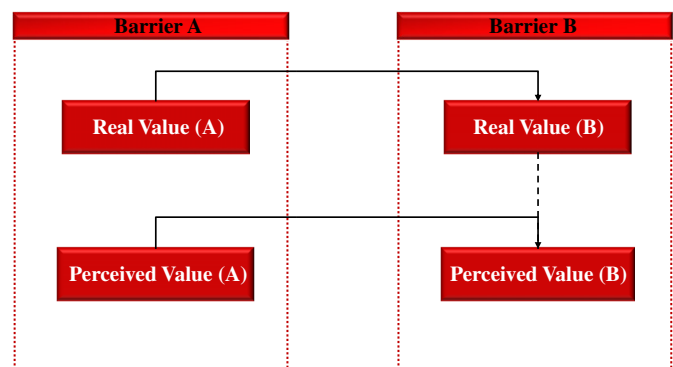 Barrier A
Barrier B
Real Value (A)
Real Value (B)
Perceived Value (A)
Perceived Value (B)